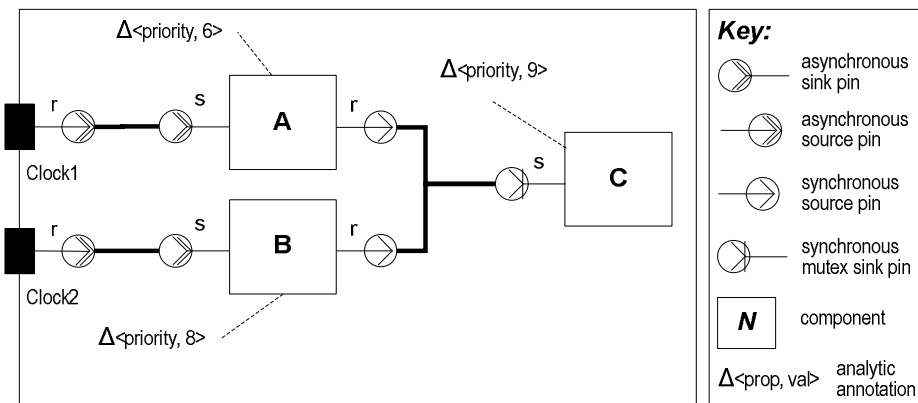 Δ<priority, 6>
Δ<priority, 9>
r
s
A
r
Clock1
s
C
r
s
B
r
Clock2
Δ<priority, 8>
Key:
asynchronous
sink pin
asynchronous
source pin
synchronous
source pin
synchronous
mutex sink pin
N
component
Δ<prop, val>
analytic
annotation